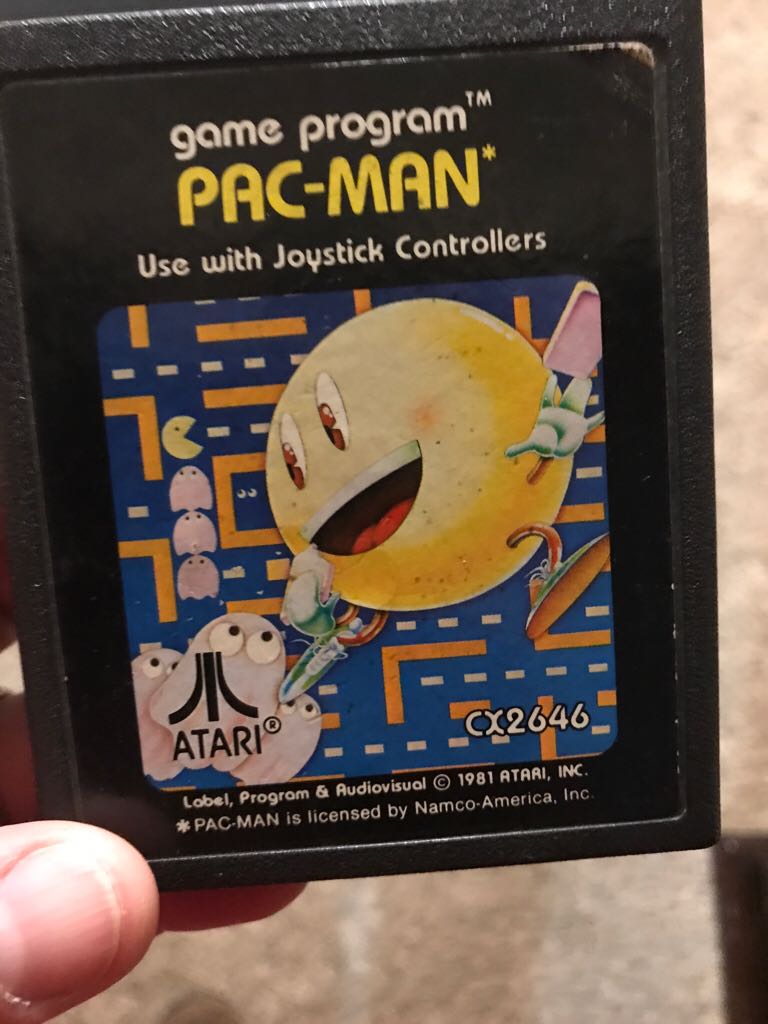 game program™
PAC-MAN*
Use with Joystick Controllers
ATARI®
CX2646
Label, Program & Audiovisual © 1981 ATARI, INC.
*PAC-MAN is licensed by Namco-America, Inc.